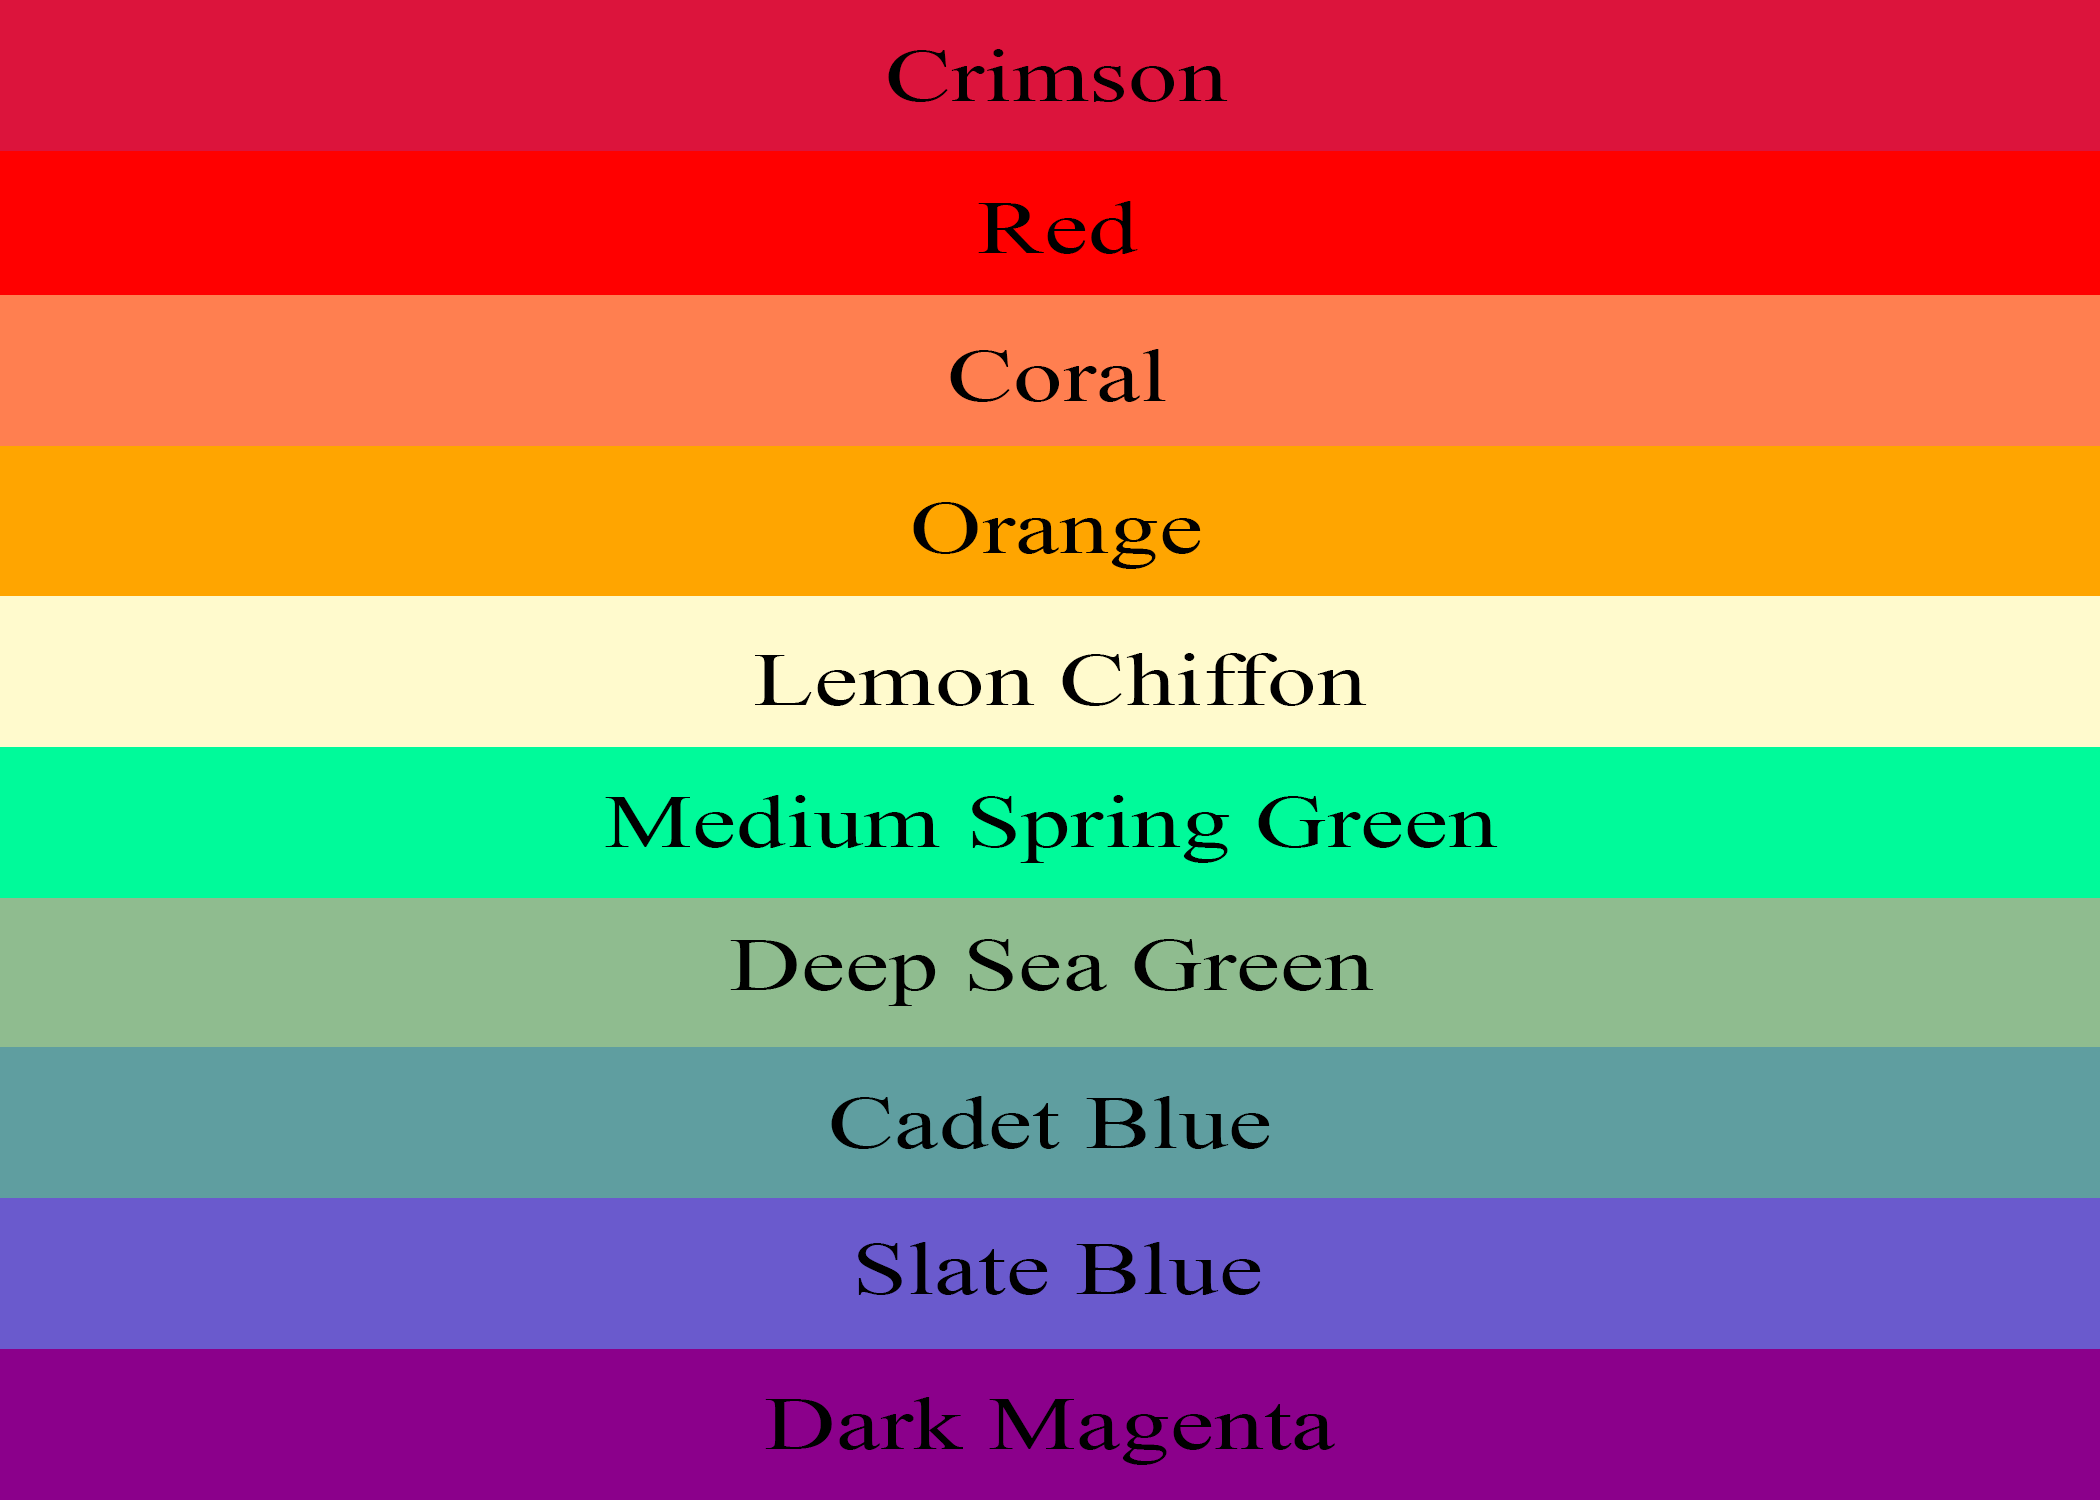 Crimson
Red
Coral
Orange
Lemon Chiffon
Medium Spring Green
Deep Sea Green
Cadet Blue
Slate Blue
Dark Magenta